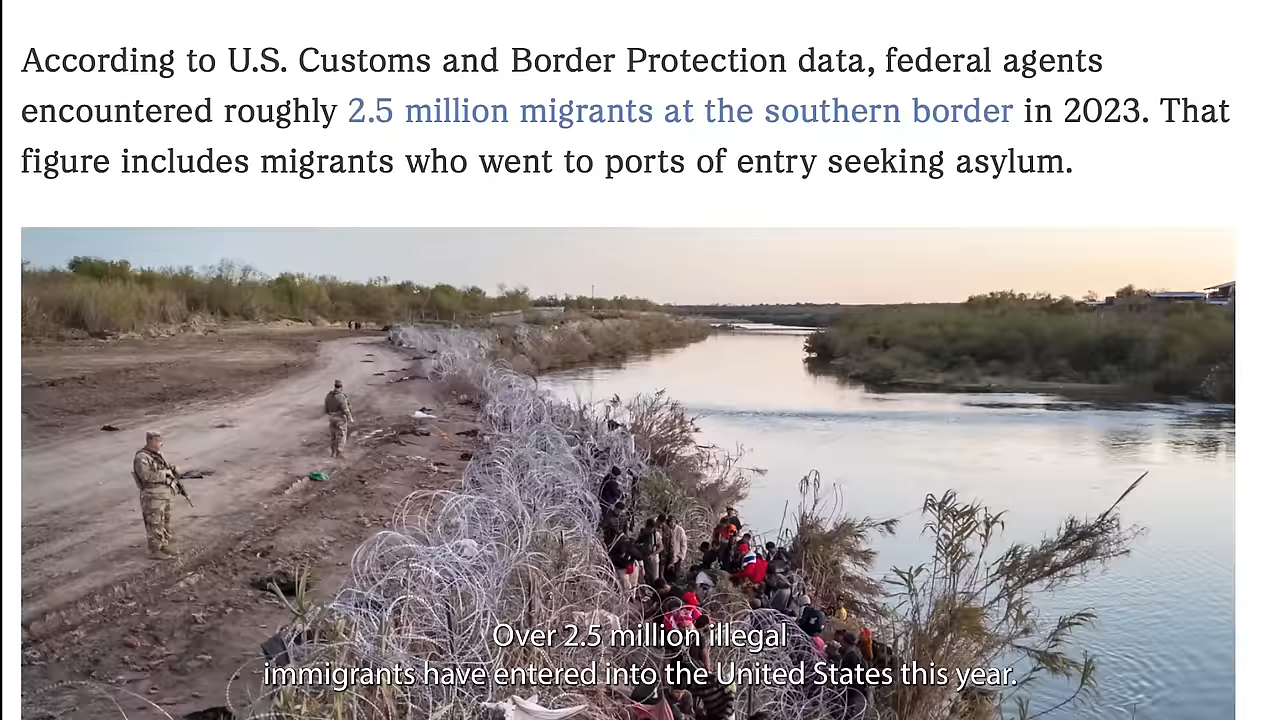 According to U.S. Customs and Border Protection data, federal agents
encountered roughly 2.5 million migrants at the southern border in 2023. That
figure includes migrants who went to ports of entry seeking asylum.
Over 2.5 million illegal
immigrants have entered into the United States this year.